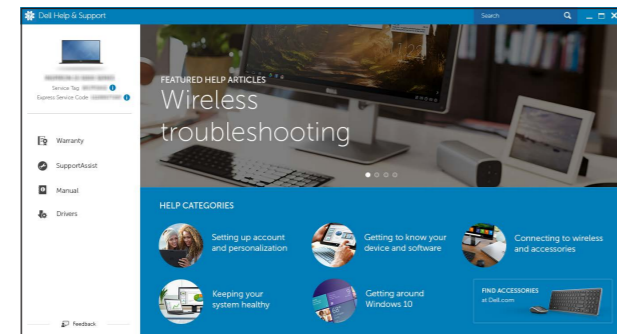 Dell Help & Support
Search
Service Tag:
Express Service Code:
Warranty
SupportAssist
Manual
Drivers
Feedback
FEATURED HELP ARTICLES
Wireless
troubleshooting
HELP CATEGORIES
Setting up account
and personalization
Getting to know your
device and software
Connecting to wireless
and accessories
Keeping your
system healthy
Getting around
Windows 10
FIND ACCESSORIES
at Dell.com